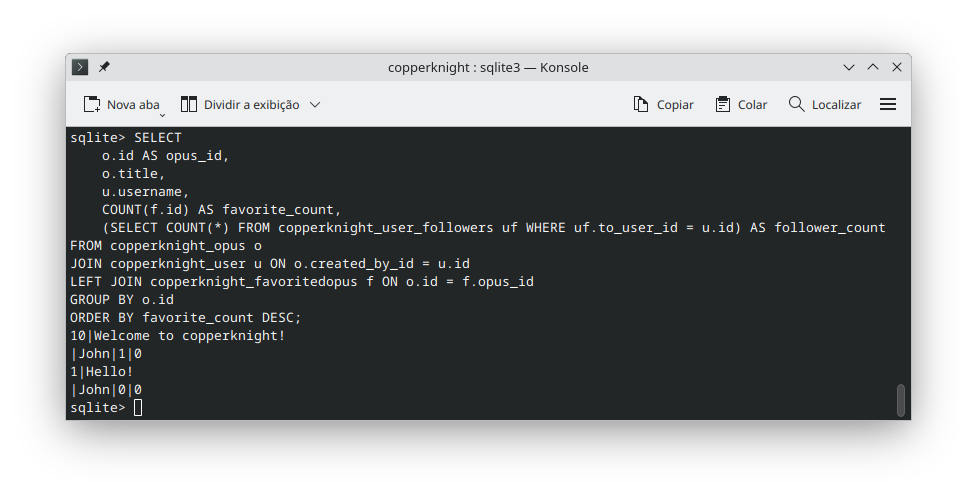 copperknight : sqlite3 — Konsole
Nova aba
Dividir a exibição
Copiar
Colar
Localizar
sqlite> SELECT
    o.id AS opus_id,
    o.title,
    u.username,
    COUNT(f.id) AS favorite_count,
    (SELECT COUNT(*) FROM copperknight_user_followers uf WHERE uf.to_user_id = u.id) AS follower_count
FROM copperknight_opus o
JOIN copperknight_user u ON o.created_by_id = u.id
LEFT JOIN copperknight_favoritedopus f ON o.id = f.opus_id
GROUP BY o.id
ORDER BY favorite_count DESC;
10|Welcome to copperknight!
|John|1|0
1|Hello!
|John|0|0
sqlite>